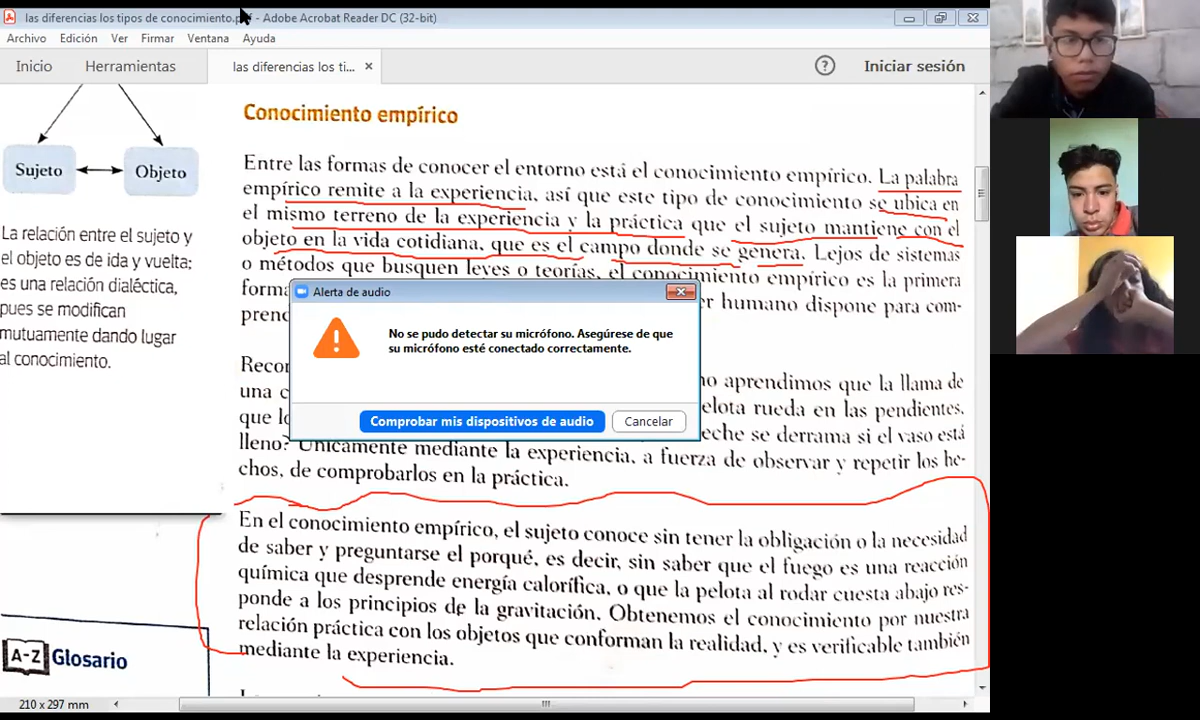 las diferencias los tipos de conocimiento.pdf - Adobe Acrobat Reader DC (32-bit)
Archivo Edición Ver Firmar Ventana Ayuda
Inicio Herramientas las diferencias los ti... × ? Iniciar sesión
Sujeto Objeto
La relación entre el sujeto y
el objeto es de ida y vuelta;
es una relación dialéctica,
pues se modifican
mutuamente dando lugar
al conocimiento.
A-Z Glosario
Conocimiento empírico
Entre las formas de conocer el entorno está el conocimiento empírico. La palabra
empírico remite a la experiencia, así que este tipo de conocimiento se ubica en
el mismo terreno de la experiencia y la práctica que el sujeto mantiene con el
objeto en la vida cotidiana, que es el campo donde se genera. Lejos de sistemas
o métodos que busquen leyes o teorías, el conocimiento empírico es la primera
forma humano dispone para com-
prend
Alerta de audio
No se pudo detectar su micrófono. Asegúrese de que
su micrófono esté conectado correctamente.
Comprobar mis dispositivos de audio Cancelar
aprendimos que la llama de
una rueda en las pendientes,
que se derrama si el vaso está
lleno? Únicamente mediante la experiencia, a fuerza de observar y repetir los he-
chos, de comprobarlos en la práctica.
En el conocimiento empírico, el sujeto conoce sin tener la obligación o la necesidad
de saber y preguntarse el porqué, es decir, sin saber que el fuego es una reacción
química que desprende energía calorífica, o que la pelota al rodar cuesta abajo res-
ponde a los principios de la gravitación. Obtenemos el conocimiento por nuestra
relación práctica con los objetos que conforman la realidad, y es verificable también
mediante la experiencia.
210 x 297 mm